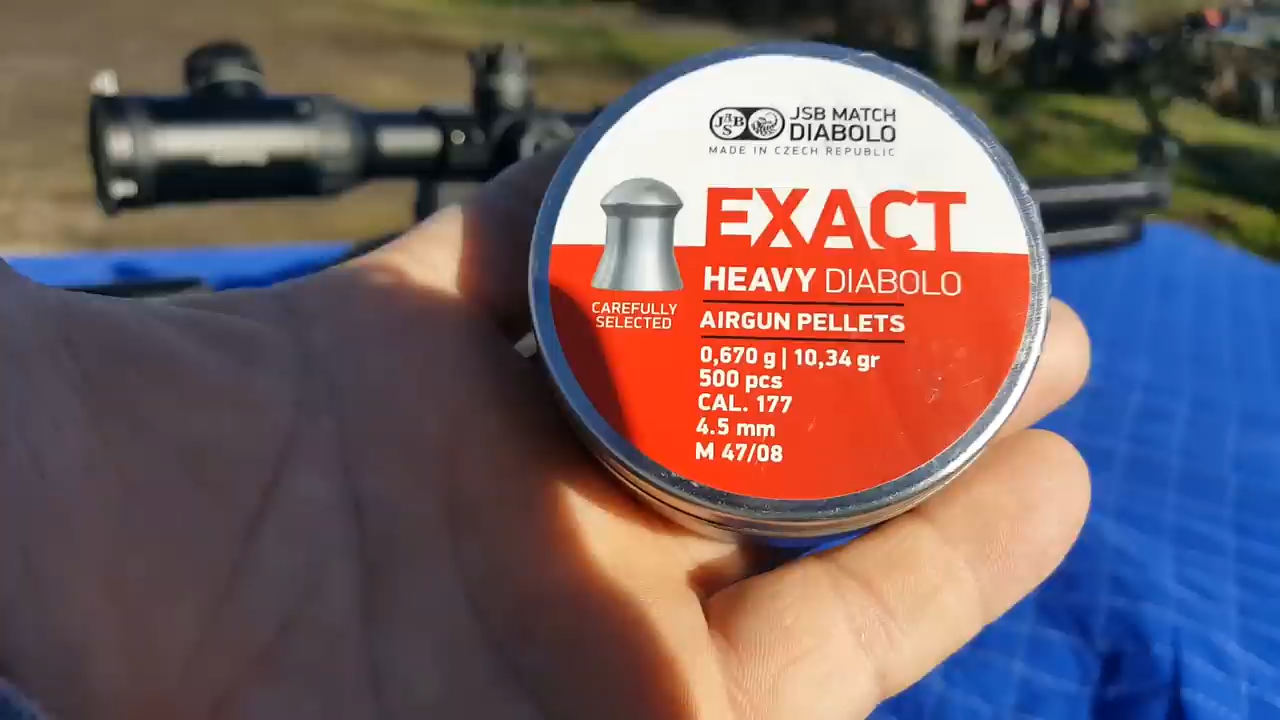 JSB
JSB MATCH
DIABOLO
MADE IN CZECH REPUBLIC
EXACT
HEAVY DIABOLO
CAREFULLY
SELECTED
AIRGUN PELLETS
0,670 g | 10,34 gr
500 pcs
CAL. 177
4.5 mm
M 47/08